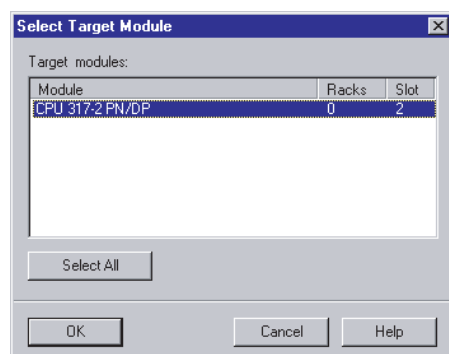 Select Target Module
Target modules:
Module Racks Slot
CPU 317-2 PN/DP 0 2
Select All
OK Cancel Help